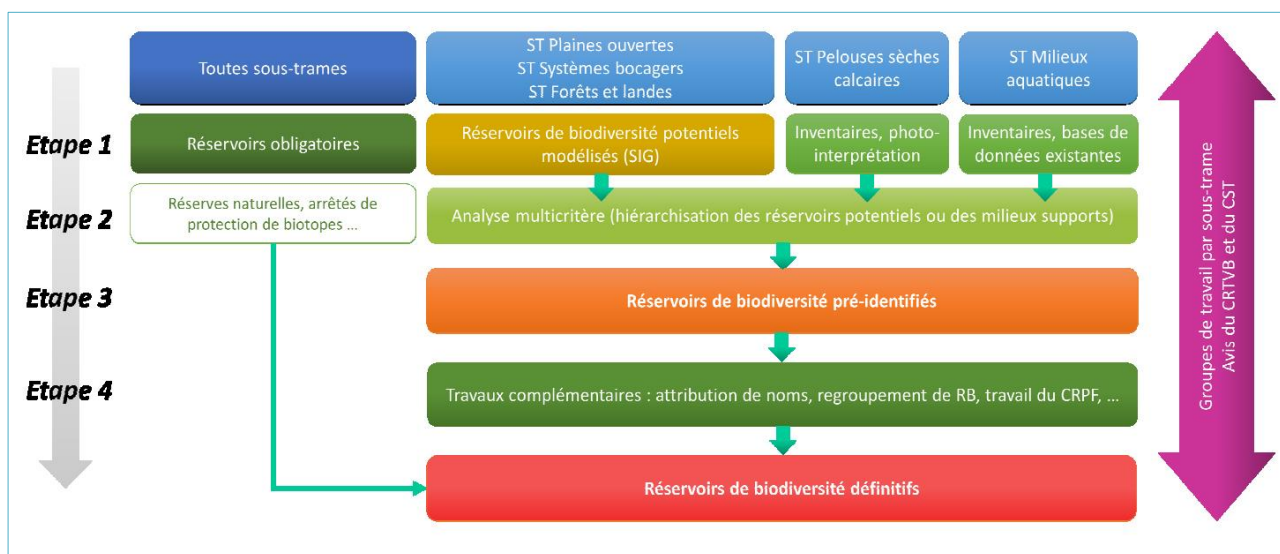 Toutes sous-trames
ST Plaines ouvertes
ST Systèmes bocagers
ST Forêts et landes
ST Pelouses sèches
calcaires
ST Milieux
aquatiques
Etape 1
Réservoirs obligatoires
Réservoirs de biodiversité potentiels
modélisés (SIG)
Inventaires, photo-
interprétation
Inventaires, bases de
données existantes
Etape 2
Réserves naturelles, arrêtés de
protection de biotopes ...
Analyse multicritère (hiérarchisation des réservoirs potentiels ou des milieux supports)
Etape 3
Réservoirs de biodiversité pré-identifiés
Etape 4
Travaux complémentaires : attribution de noms, regroupement de RB, travail du CRPF, ...
Réservoirs de biodiversité définitifs
Groupes de travail par sous-trame
Avis du CRTVB et du CST